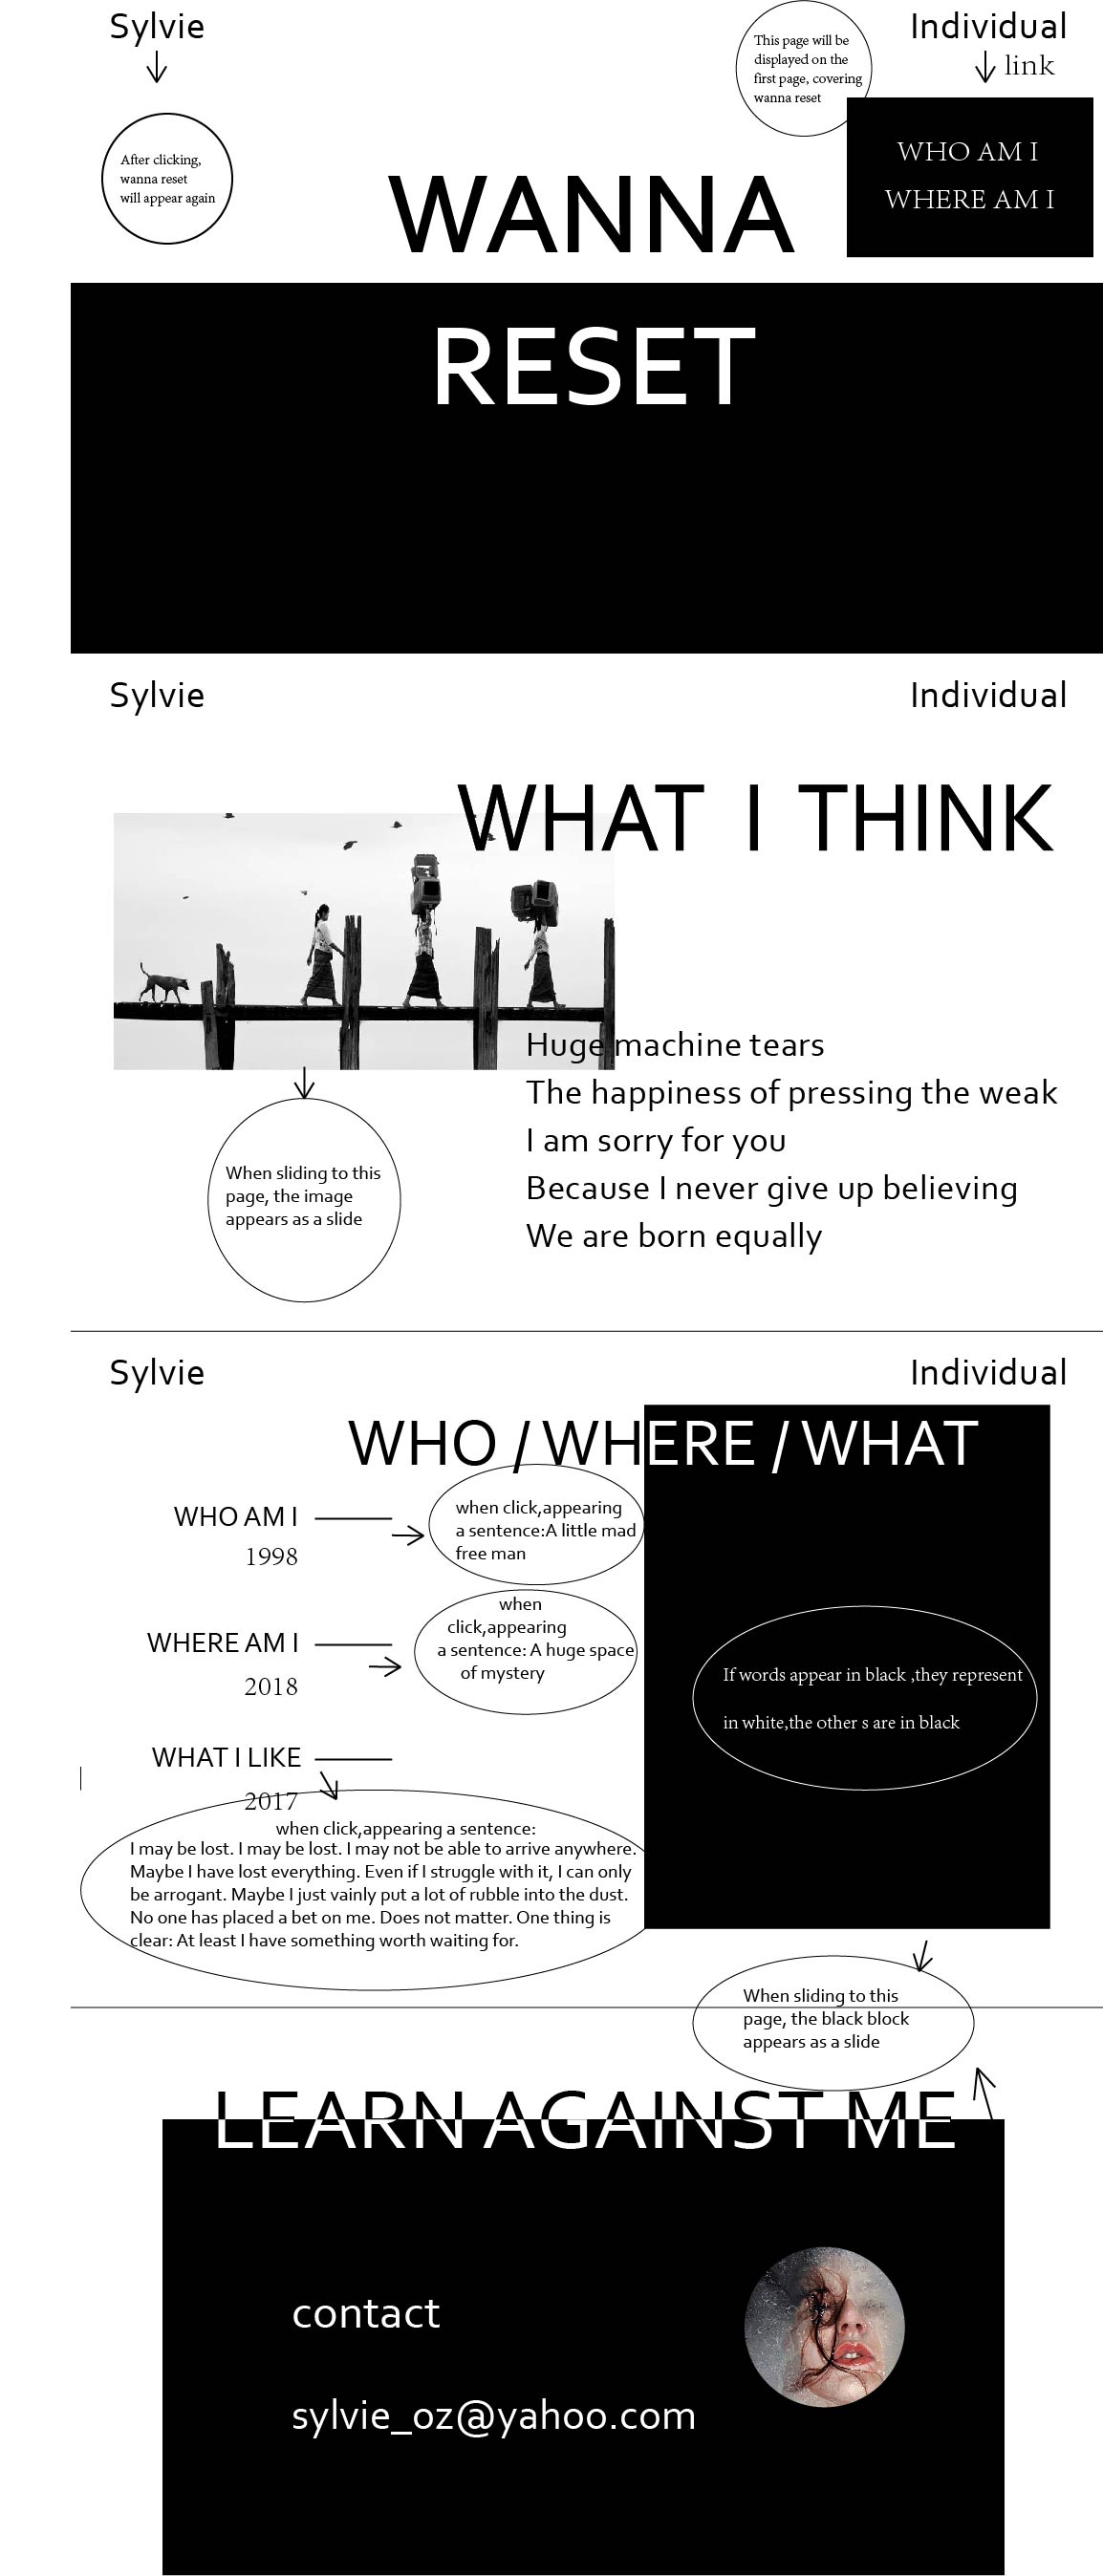 Sylvie
Individual
link
This page will be
displayed on the
first page, covering
wanna reset
After clicking,
wanna reset
will appear again
WHO AM I
WHERE AM I
WANNA
RESET
Sylvie
Individual
WHAT I THINK
Huge machine tears
The happiness of pressing the weak
I am sorry for you
Because I never give up believing
We are born equally
When sliding to this
page, the image
appears as a slide
Sylvie
Individual
WHO / WHERE / WHAT
WHO AM I
1998
when click,appearing
a sentence:A little mad
free man
WHERE AM I
2018
when
click,appearing
a sentence: A huge space
of mystery
If words appear in black ,they represent
in white,the other s are in black
WHAT I LIKE
2017
when click,appearing a sentence:
I may be lost. I may be lost. I may not be able to arrive anywhere.
Maybe I have lost everything. Even if I struggle with it, I can only
be arrogant. Maybe I just vainly put a lot of rubble into the dust.
No one has placed a bet on me. Does not matter. One thing is
clear: At least I have something worth waiting for.
When sliding to this
page, the black block
appears as a slide
LEARN AGAINST ME
contact
sylvie_oz@yahoo.com